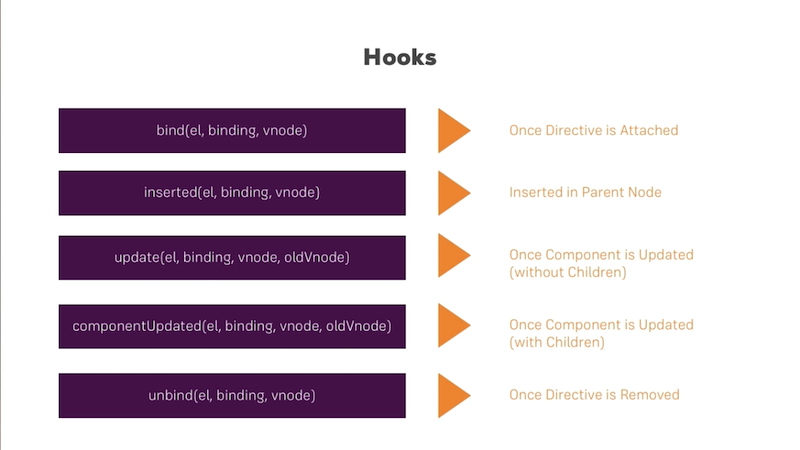 Hooks
bind(el, binding, vnode)
Once Directive is Attached
inserted(el, binding, vnode)
Inserted in Parent Node
update(el, binding, vnode, oldVnode)
Once Component is Updated
(without Children)
componentUpdated(el, binding, vnode, oldVnode)
Once Component is Updated
(with Children)
unbind(el, binding, vnode)
Once Directive is Removed